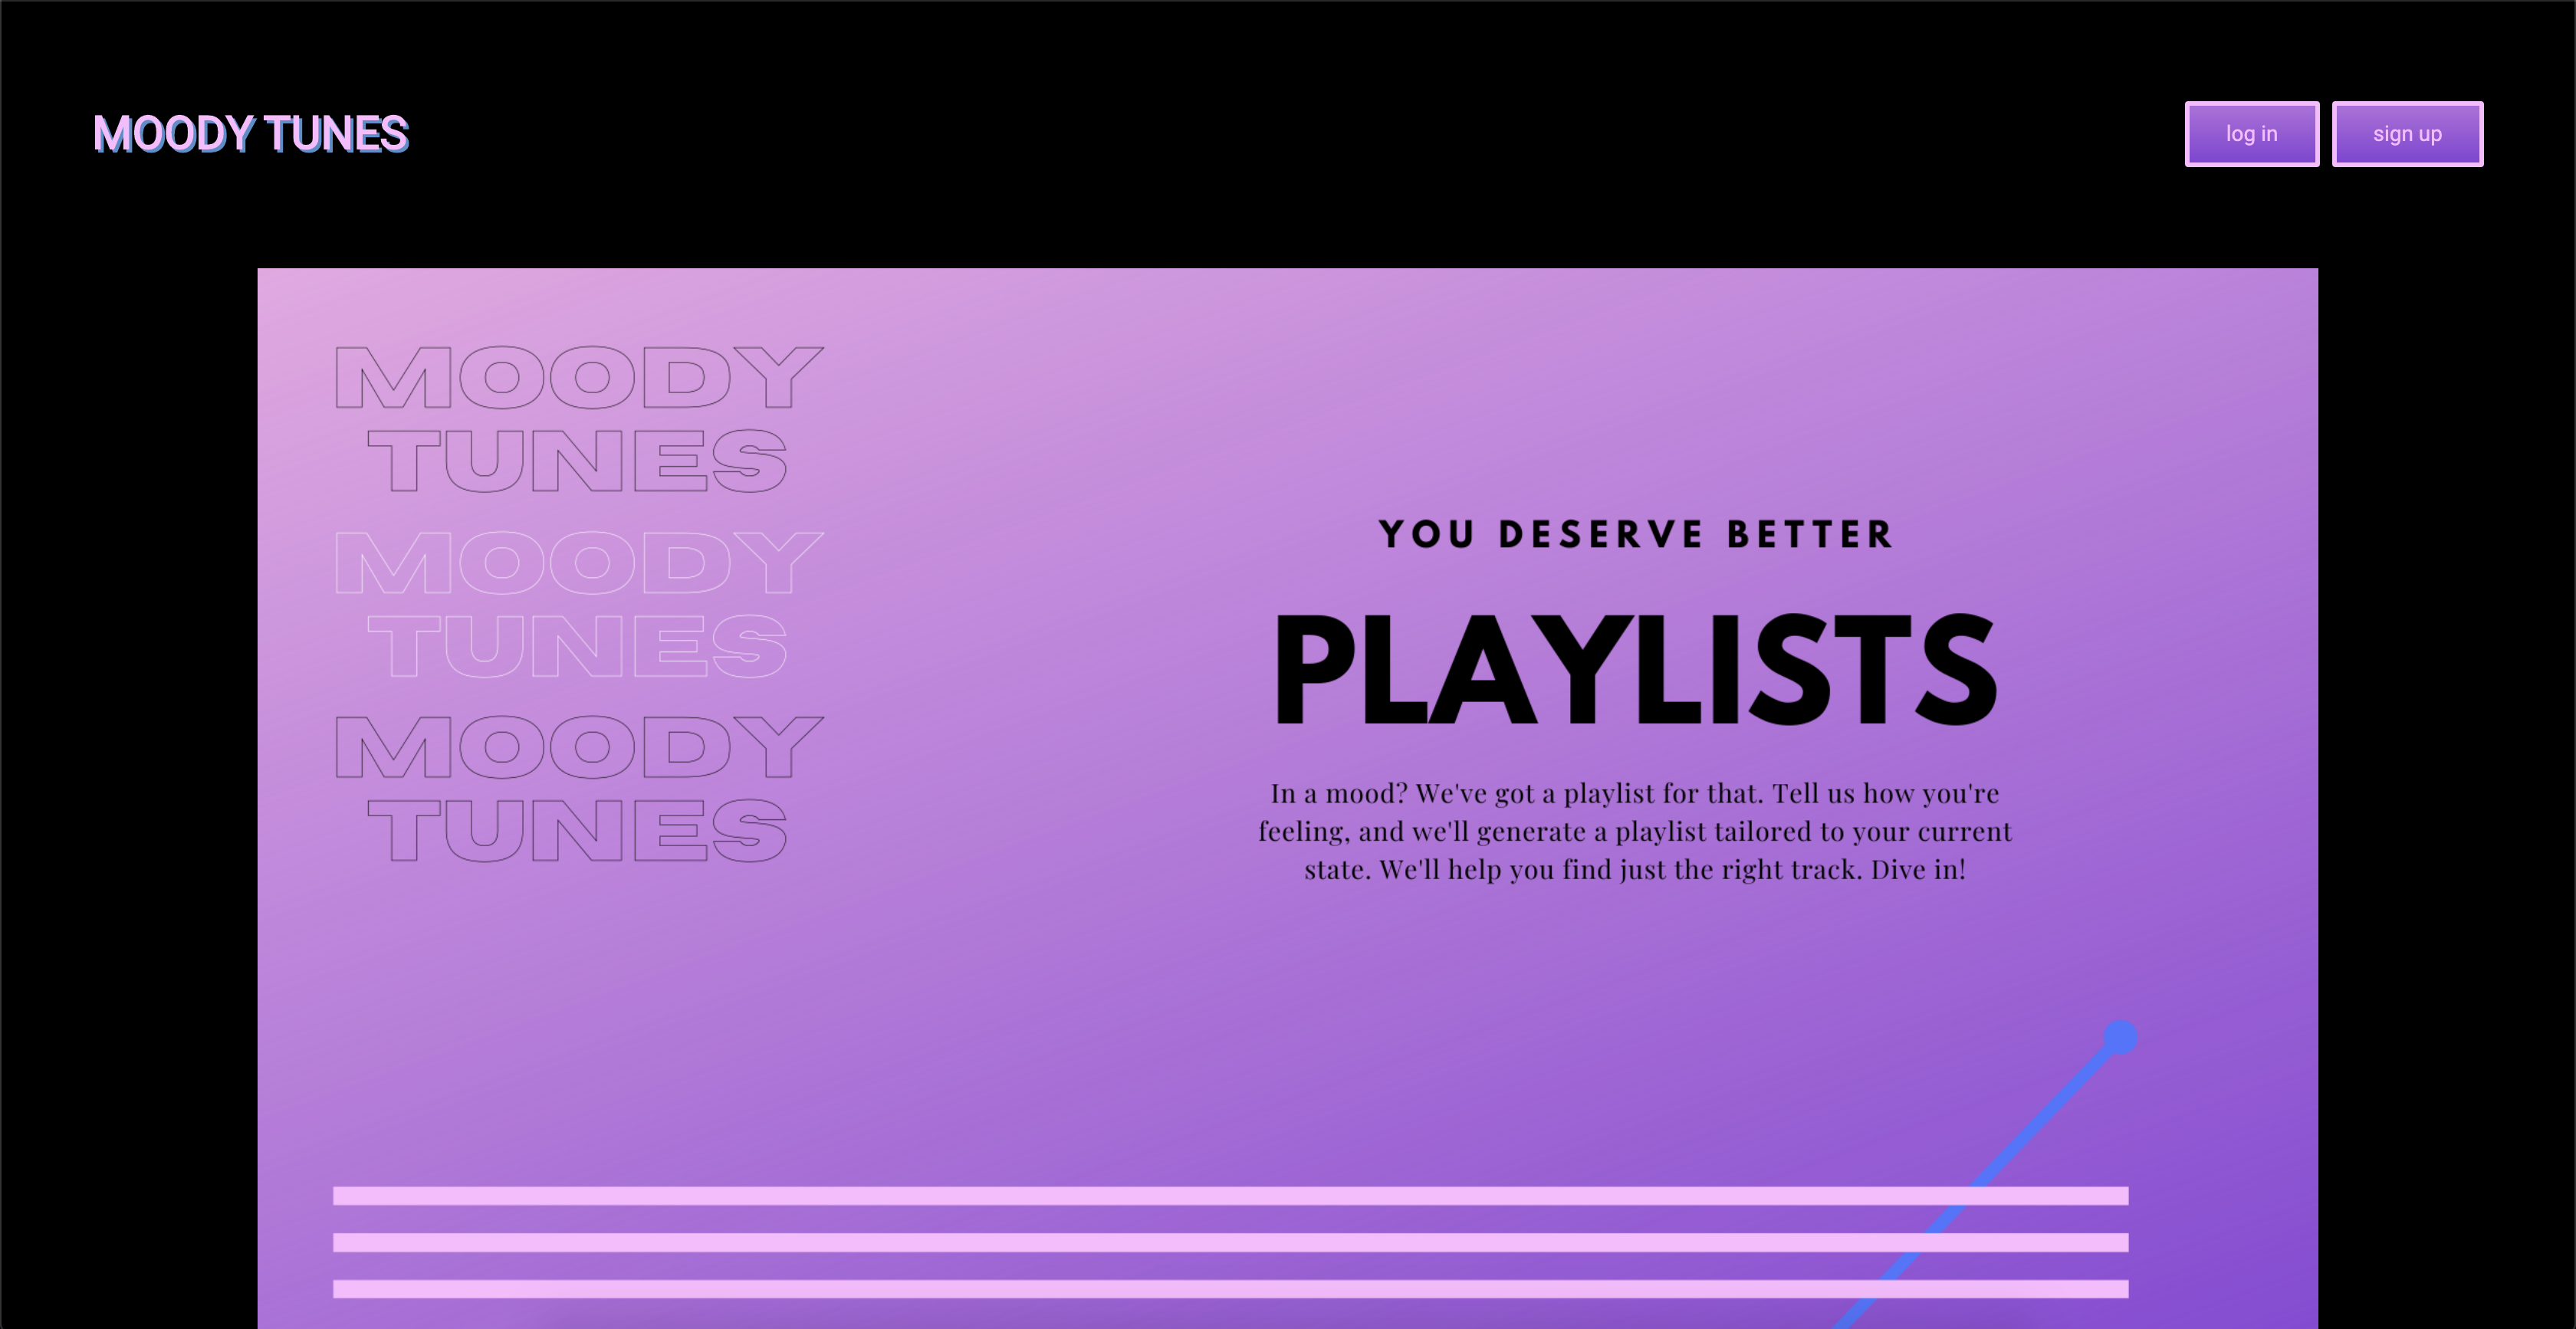 MOODY TUNES
log in
sign up
MOODY
TUNES
MOODY
TUNES
MOODY
TUNES
YOU DESERVE BETTER
PLAYLISTS
In a mood? We've got a playlist for that. Tell us how you're
feeling, and we'll generate a playlist tailored to your current
state. We'll help you find just the right track. Dive in!